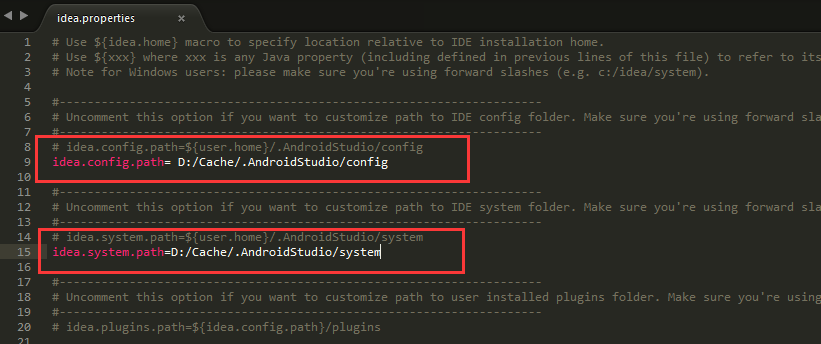 idea.properties
1 # Use ${idea.home} macro to specify location relative to IDE installation home.
2 # Use ${xxx} where xxx is any Java property (including defined in previous lines of this file) to refer to its
3 # Note for Windows users: please make sure you're using forward slashes (e.g. c:/idea/system).
4
5 #---------------------------------------------------------------------
6 # Uncomment this option if you want to customize path to IDE config folder. Make sure you're using forward sla
7 #---------------------------------------------------------------------
8 # idea.config.path=${user.home}/.AndroidStudio/config
9 idea.config.path= D:/Cache/.AndroidStudio/config
10
11 #---------------------------------------------------------------------
12 # Uncomment this option if you want to customize path to IDE system folder. Make sure you're using forward sla
13 #---------------------------------------------------------------------
14 # idea.system.path=${user.home}/.AndroidStudio/system
15 idea.system.path=D:/Cache/.AndroidStudio/system
16
17 #---------------------------------------------------------------------
18 # Uncomment this option if you want to customize path to user installed plugins folder. Make sure you're using
19 #---------------------------------------------------------------------
20 # idea.plugins.path=${idea.config.path}/plugins
21